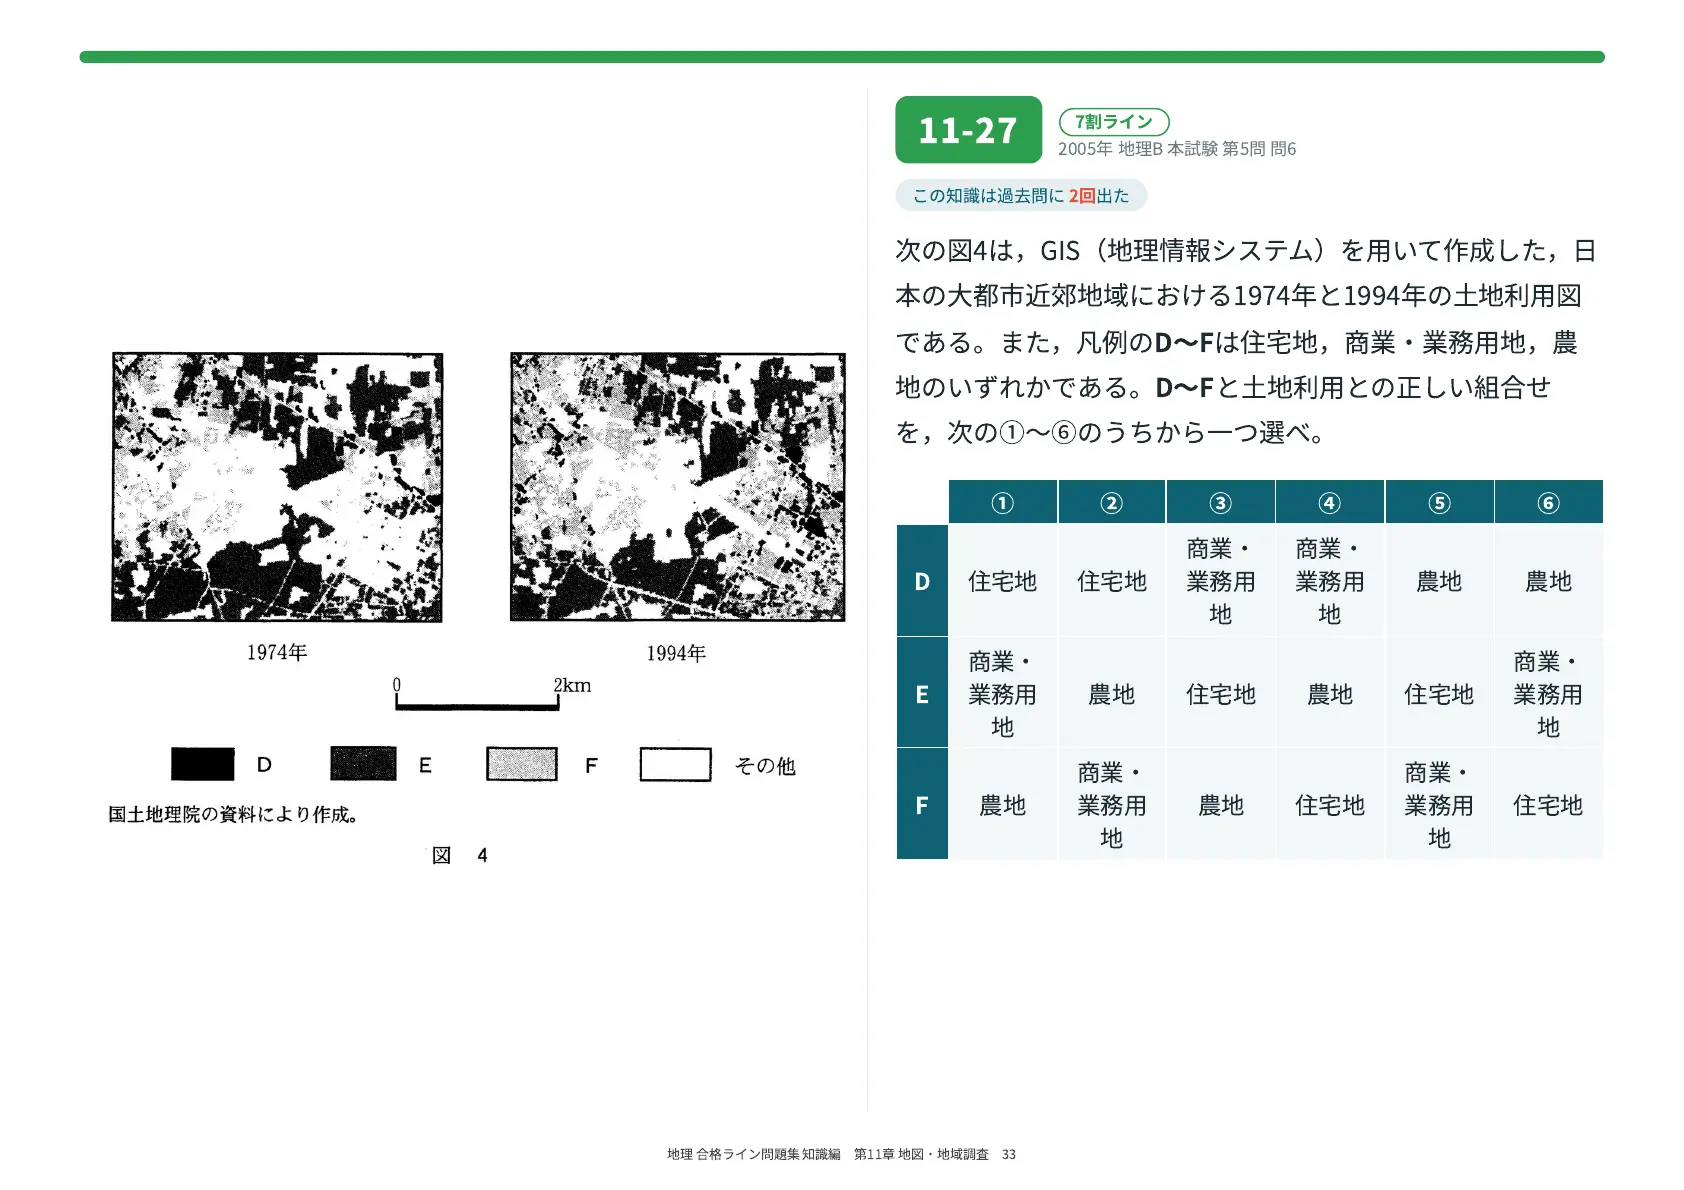 1974年
1994年
0
2km
D
E
F
その他
国土地理院の資料により作成。
図 4
11-27
7割ライン
2005年 地理B 本試験 第5問 問6
この知識は過去問に 2回出た
次の図4は，GIS（地理情報システム）を用いて作成した，日
本の大都市近郊地域における1974年と1994年の土地利用図
である。また，凡例のD〜Fは住宅地，商業・業務用地，農
地のいずれかである。D〜Fと土地利用との正しい組合せ
を，次の①〜⑥のうちから一つ選べ。
① ② ③ ④ ⑤ ⑥
D 住宅地 住宅地 商業・業務用地 商業・業務用地 農地 農地
E 商業・業務用地 農地 住宅地 農地 住宅地 商業・業務用地
F 農地 商業・業務用地 農地 住宅地 商業・業務用地 住宅地
地理 合格ライン問題集 知識編 第11章 地図・地域調査 33